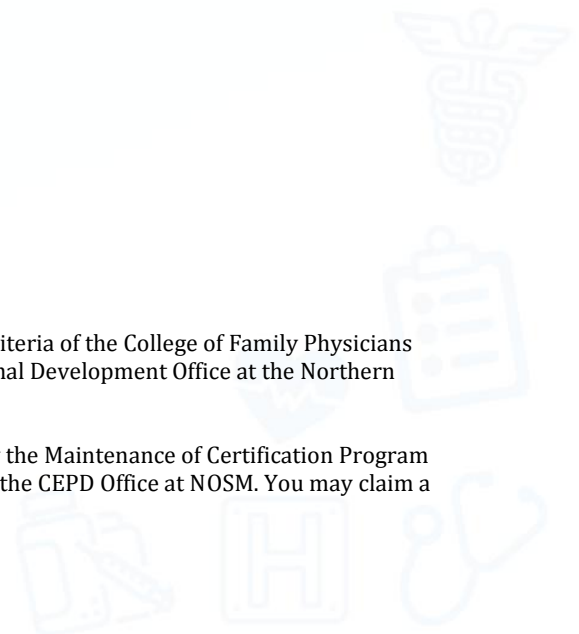 iteria of the College of Family Physicians
nal Development Office at the Northern
the Maintenance of Certification Program
the CEPD Office at NOSM. You may claim a